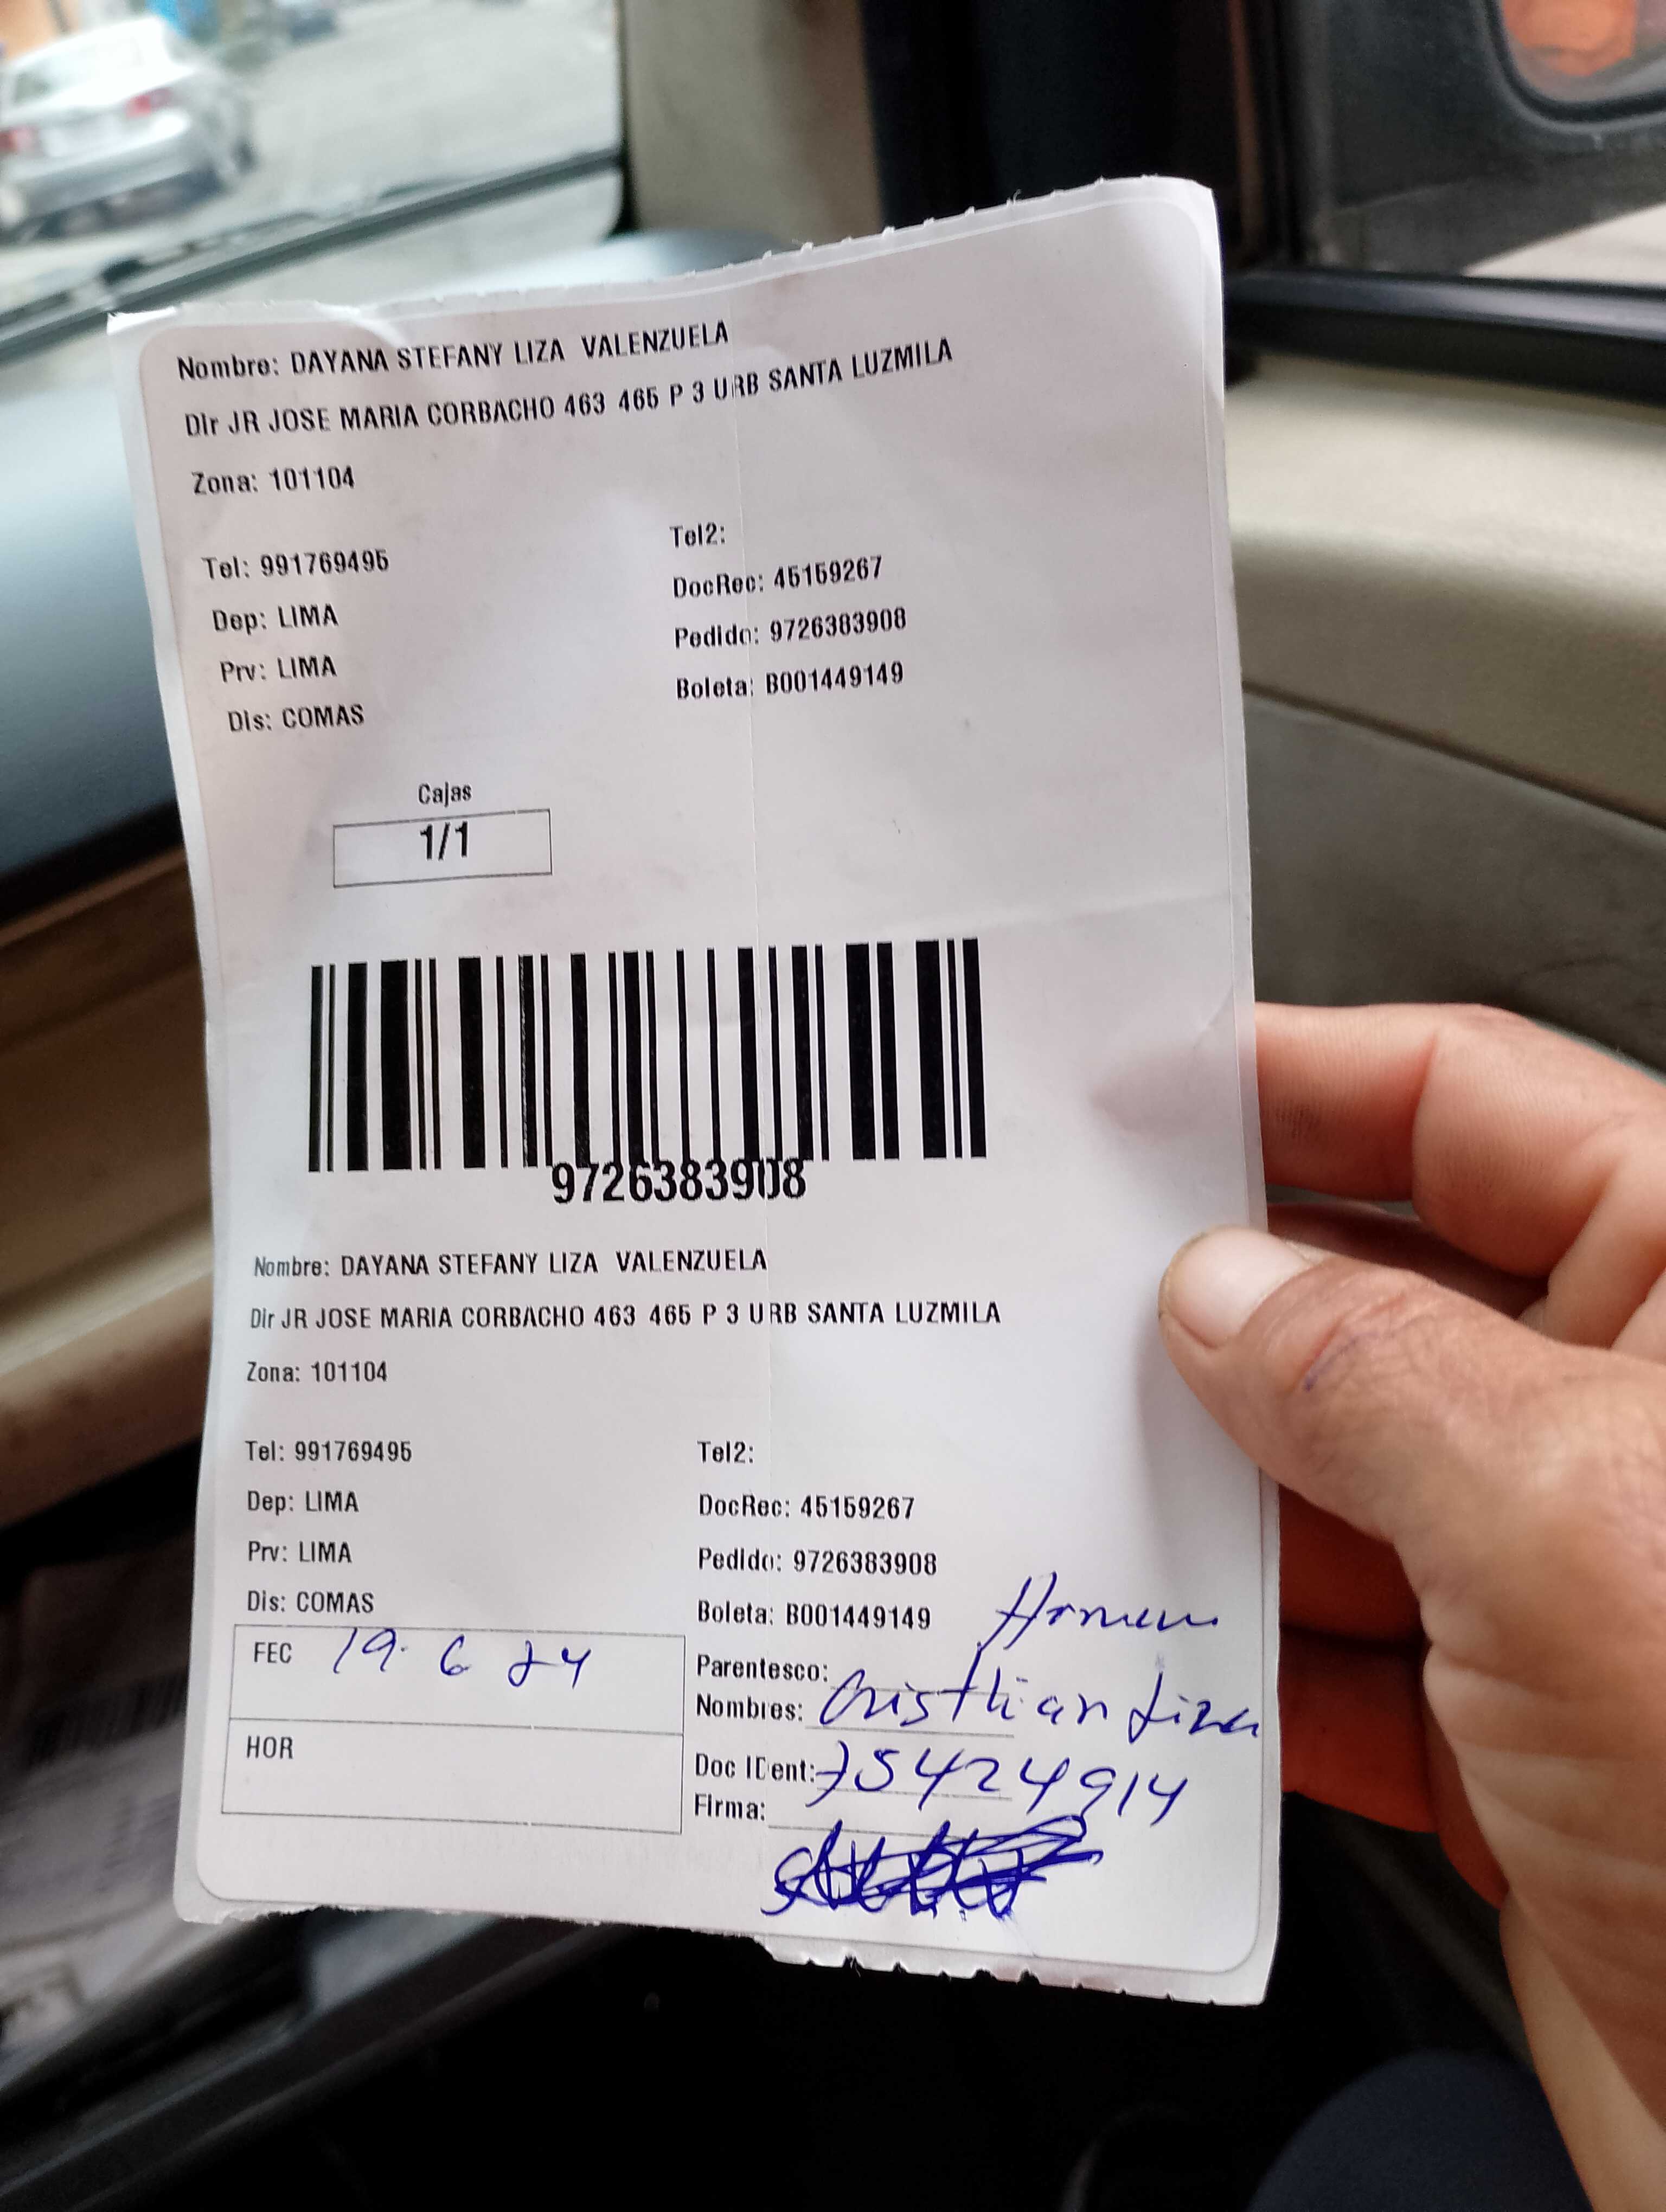 Nombre: DAYANA STEFANY LIZA VALENZUELA
Dir JR JOSE MARIA CORBACHO 463 465 P 3 URB SANTA LUZMILA
Zona: 101104
Tel: 991769495
Tel2:
Dep: LIMA
DocRec: 45159267
Prv: LIMA
Pedido: 9726383908
Dis: COMAS
Boleta: B001449149
Cajas
1/1
9726383908
Nombre: DAYANA STEFANY LIZA VALENZUELA
Dir JR JOSE MARIA CORBACHO 463 465 P 3 URB SANTA LUZMILA
Zona: 101104
Tel: 991769495
Tel2:
Dep: LIMA
DocRec: 45159267
Prv: LIMA
Pedido: 9726383908
Dis: COMAS
Boleta: B001449149
FEC 19. 6 24
HOR
Parentesco:
Nombres: Cristhian Liza
Doc IDent: 75424914
Firma: